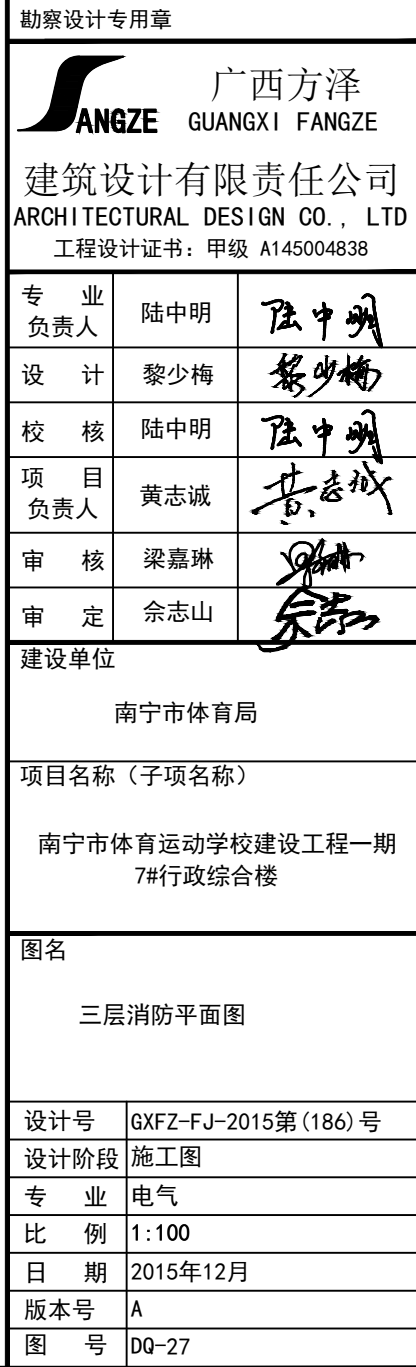 勘察设计专用章
广西方泽
ANGZE GUANGXI FANGZE
建筑设计有限责任公司
ARCHITECTURAL DESIGN CO., LTD
工程设计证书：甲级 A145004838
专 业
负责人 陆中明 陆中明
设 计 黎少梅 黎少梅
校 核 陆中明 陆中明
项 目
负责人 黄志诚 黄志诚
审 核 梁嘉琳
审 定 佘志山 佘志山
建设单位
南宁市体育局
项目名称（子项名称）
南宁市体育运动学校建设工程一期
7#行政综合楼
图名
三层消防平面图
设计号 GXFZ-FJ-2015第(186)号
设计阶段 施工图
专 业 电气
比 例 1:100
日 期 2015年12月
版本号 A
图 号 DQ-27